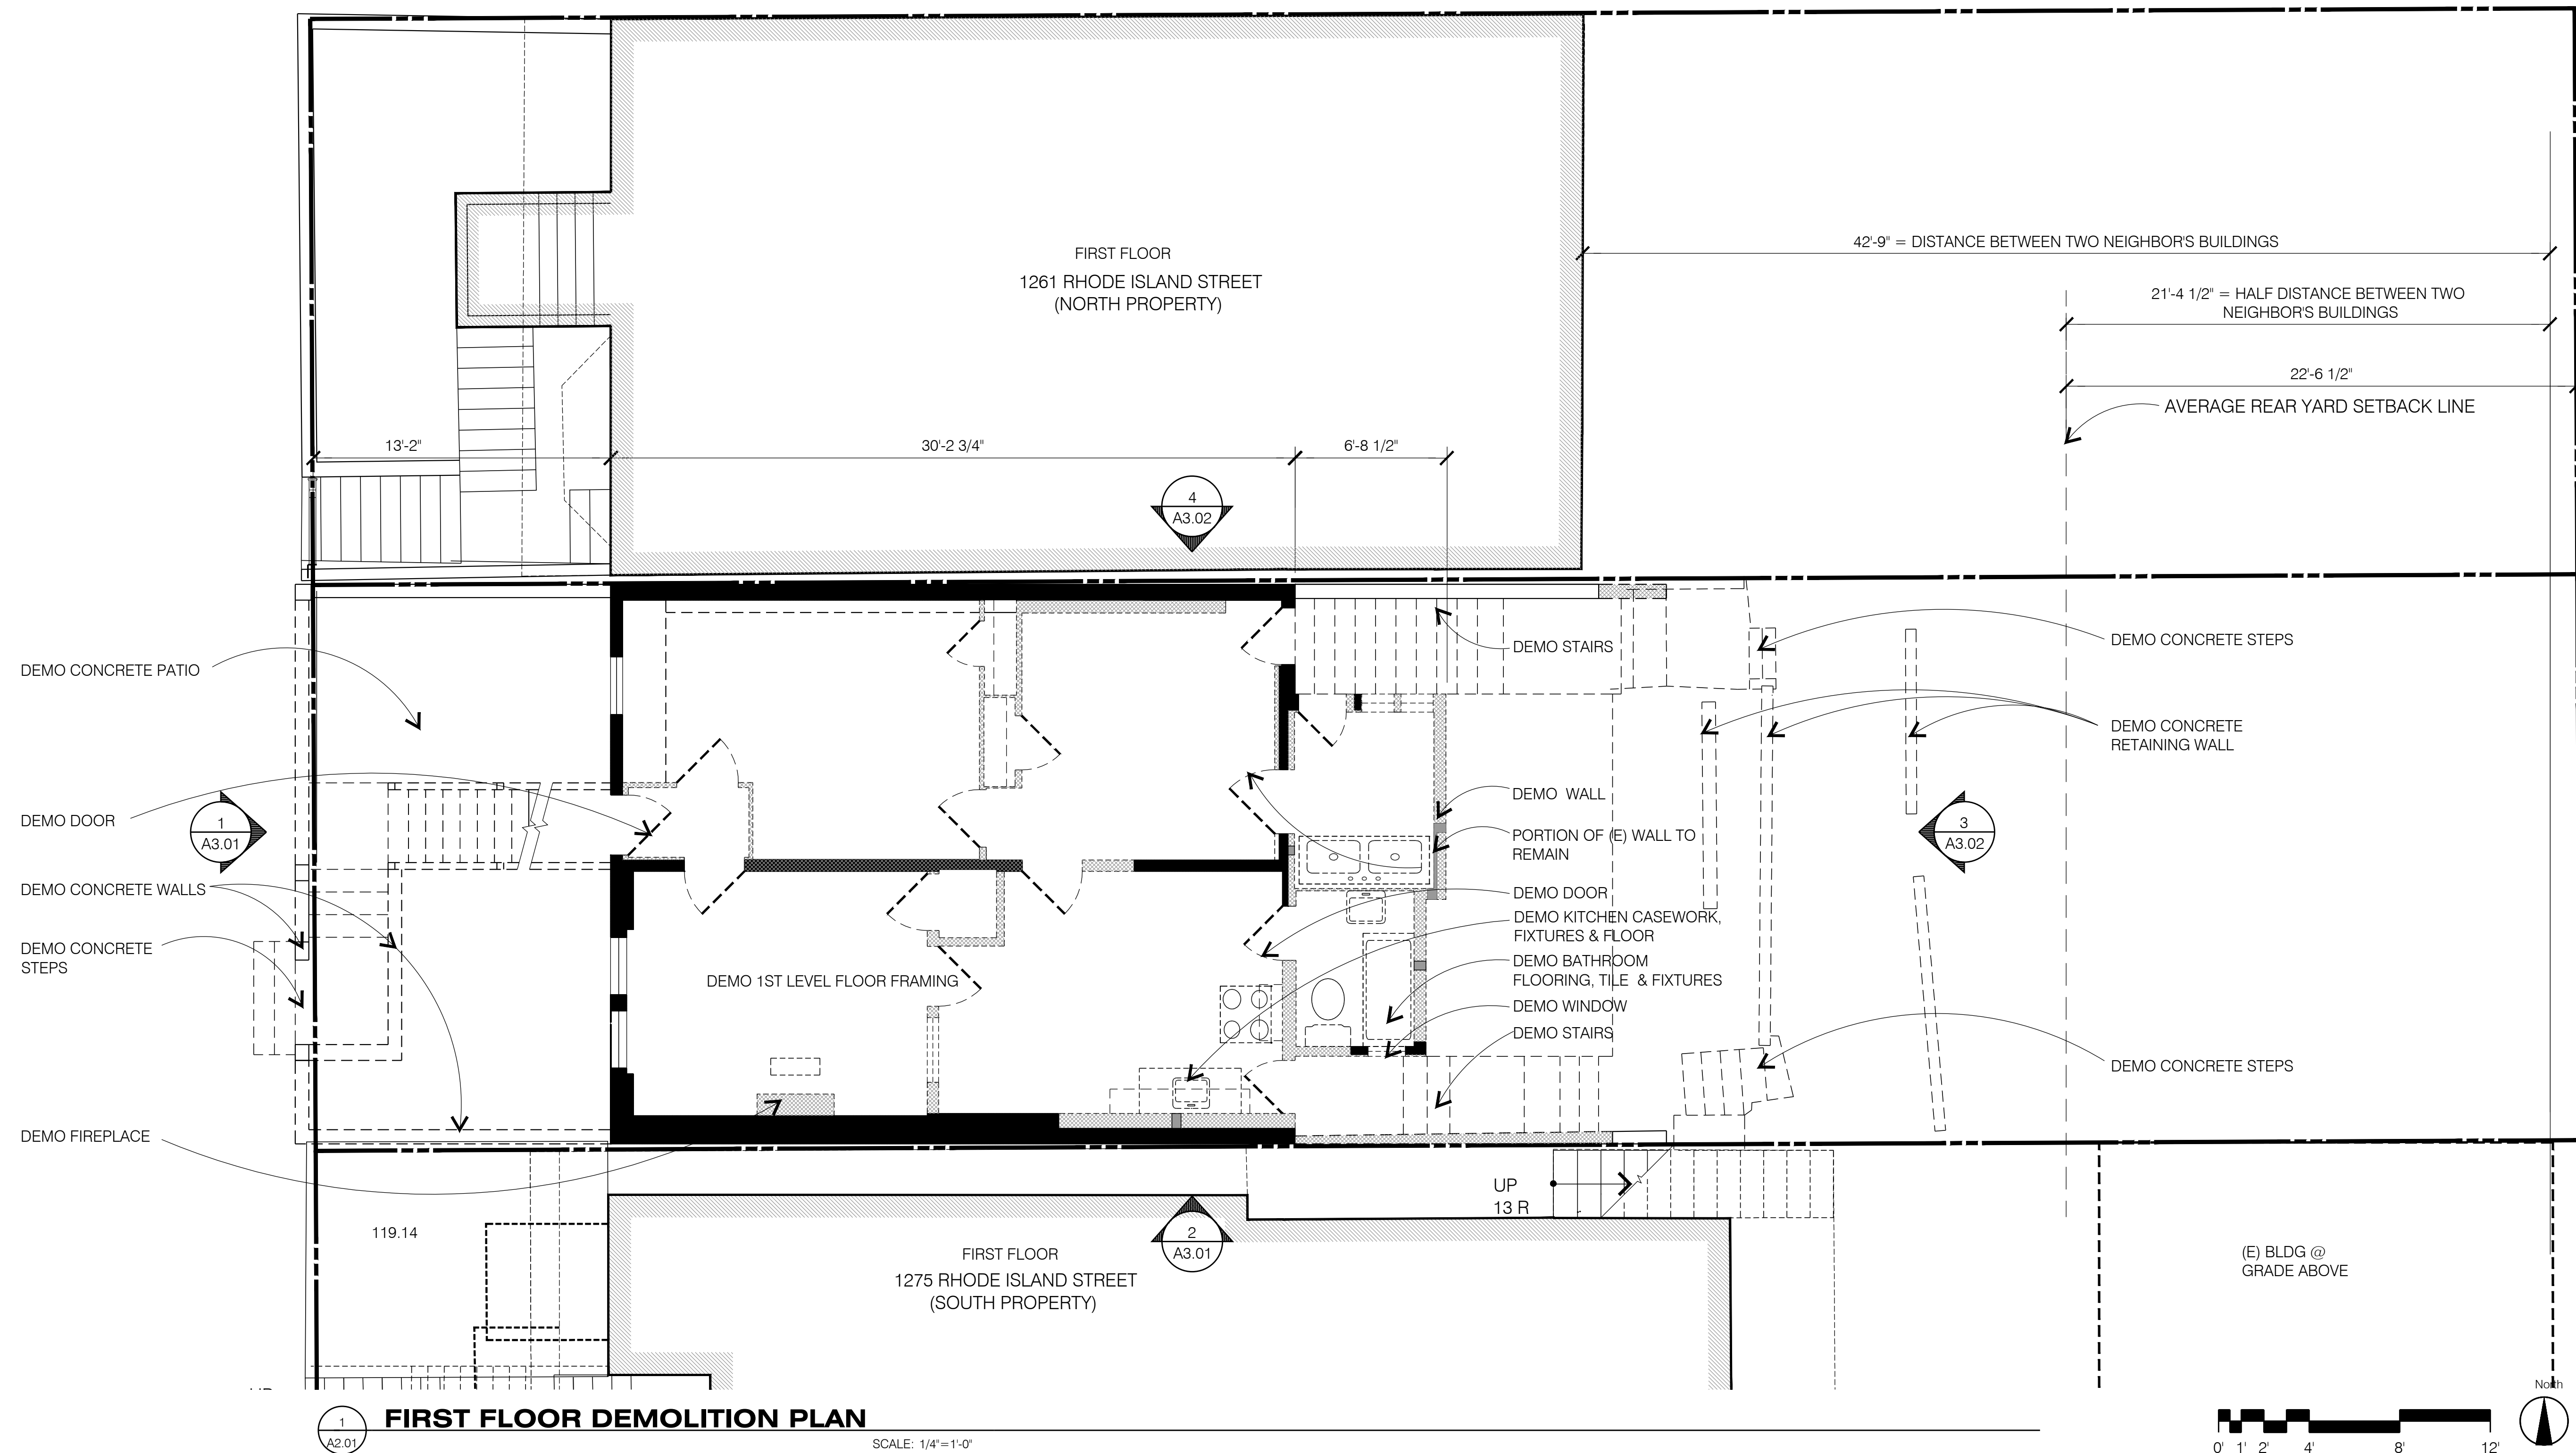 FIRST FLOOR
1261 RHODE ISLAND STREET
(NORTH PROPERTY)
42'-9" = DISTANCE BETWEEN TWO NEIGHBOR'S BUILDINGS
21'-4 1/2" = HALF DISTANCE BETWEEN TWO
NEIGHBOR'S BUILDINGS
22'-6 1/2"
AVERAGE REAR YARD SETBACK LINE
13'-2"
30'-2 3/4"
6'-8 1/2"
4
A3.02
DEMO CONCRETE PATIO
DEMO DOOR
1
A3.01
DEMO CONCRETE WALLS
DEMO CONCRETE
STEPS
DEMO FIREPLACE
DEMO 1ST LEVEL FLOOR FRAMING
DEMO STAIRS
DEMO WALL
PORTION OF (E) WALL TO
REMAIN
DEMO DOOR
DEMO KITCHEN CASEWORK,
FIXTURES & FLOOR
DEMO BATHROOM
FLOORING, TILE & FIXTURES
DEMO WINDOW
DEMO STAIRS
DEMO CONCRETE STEPS
DEMO CONCRETE
RETAINING WALL
3
A3.02
DEMO CONCRETE STEPS
UP
13 R
119.14
2
A3.01
FIRST FLOOR
1275 RHODE ISLAND STREET
(SOUTH PROPERTY)
(E) BLDG @
GRADE ABOVE
1
A2.01
FIRST FLOOR DEMOLITION PLAN
SCALE: 1/4"=1'-0"
0' 1' 2' 4' 8' 12'
North